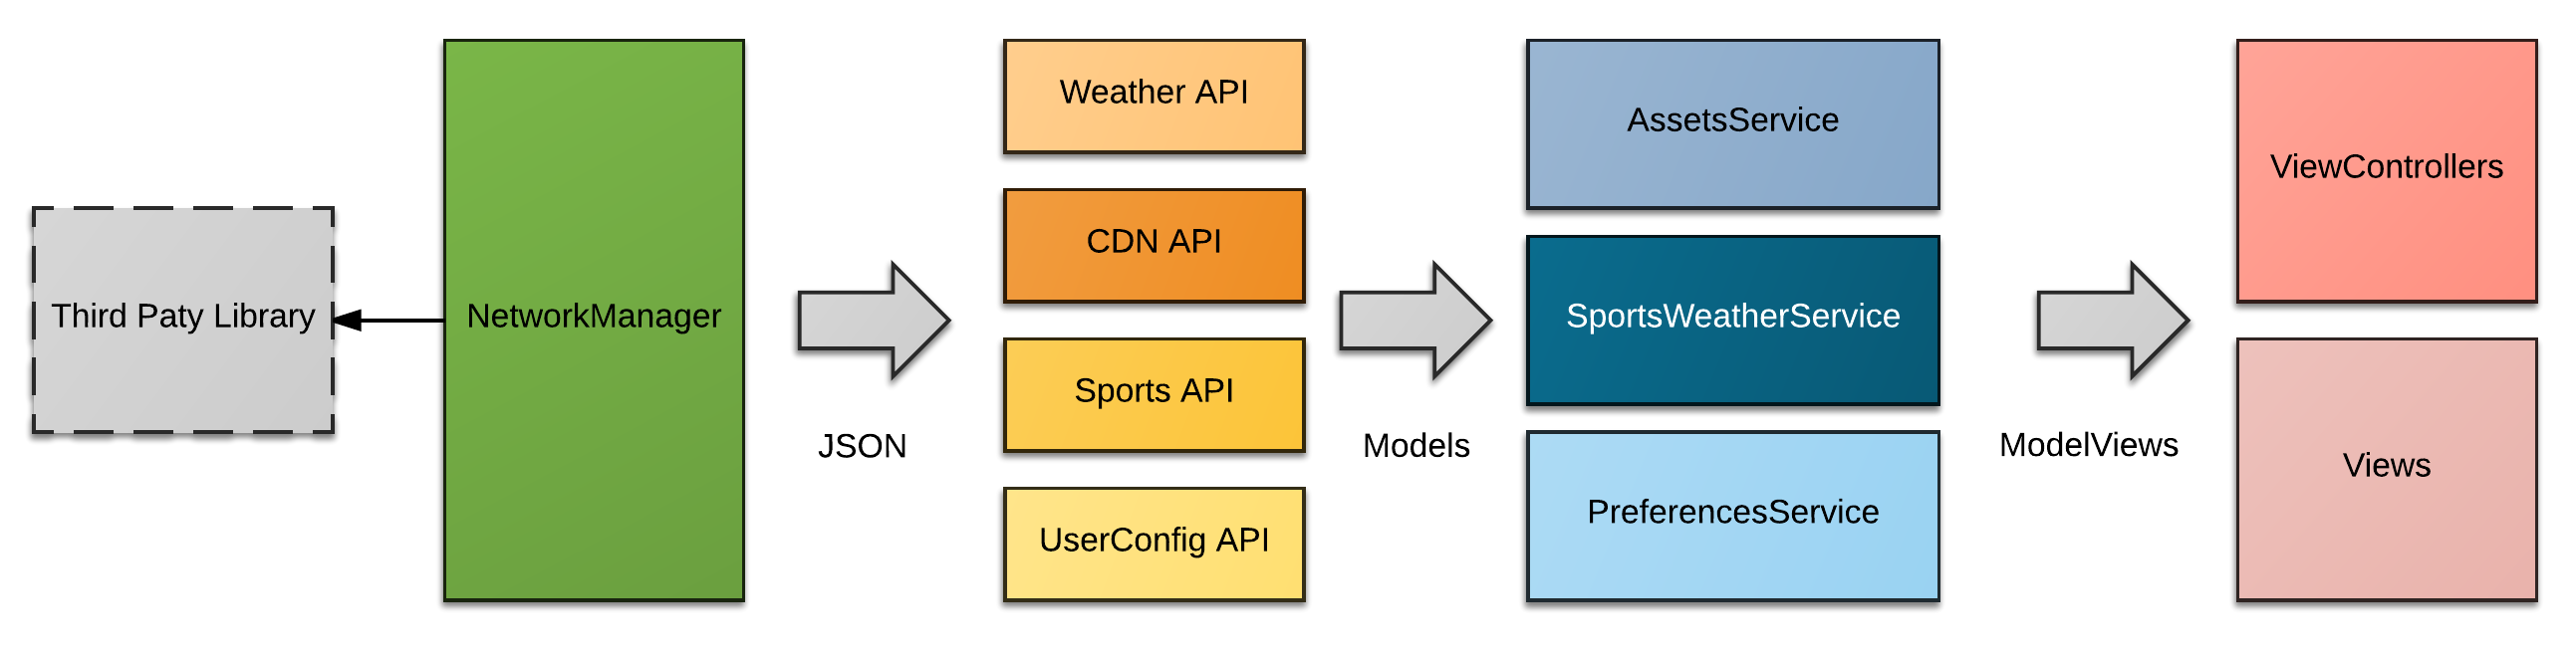 Third Paty Library
NetworkManager
JSON
Weather API
CDN API
Sports API
UserConfig API
Models
AssetsService
SportsWeatherService
PreferencesService
ModelViews
ViewControllers
Views